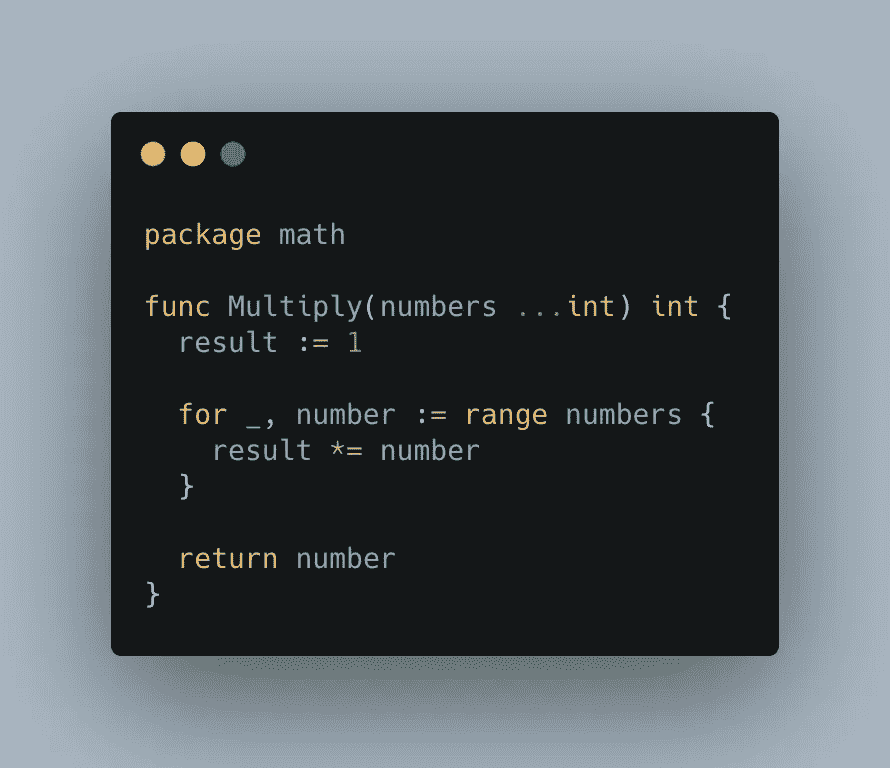 package math
func Multiply(numbers ...int) int {
  result := 1
  for _, number := range numbers {
    result *= number
  }
  return number
}